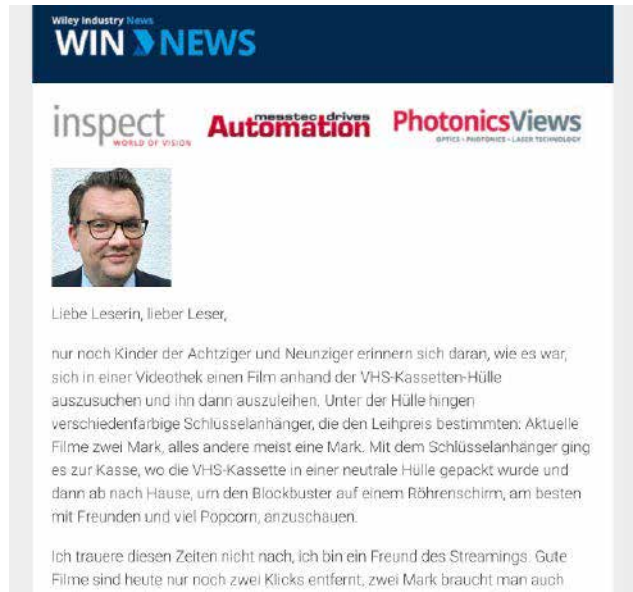 Wiley Industry News
WIN NEWS
inspect
WORLD OF VISION
messtec drives
Automation
PhotonicsViews
OPTICS • PHOTONICS • LASER TECHNOLOGY
Liebe Leserin, lieber Leser,
nur noch Kinder der Achtziger und Neunziger erinnern sich daran, wie es war,
sich in einer Videothek einen Film anhand der VHS-Kassetten-Hülle
auszusuchen und ihn dann auszuleihen. Unter der Hülle hingen
verschiedenfarbige Schlüsselanhänger, die den Leihpreis bestimmten: Aktuelle
Filme zwei Mark, alles andere meist eine Mark. Mit dem Schlüsselanhänger ging
es zur Kasse, wo die VHS-Kassette in einer neutrale Hülle gepackt wurde und
dann ab nach Hause, um den Blockbuster auf einem Röhrenschirm, am besten
mit Freunden und viel Popcorn, anzuschauen.
Ich trauere diesen Zeiten nicht nach, ich bin ein Freund des Streamings. Gute
Filme sind heute nur noch zwei Klicks entfernt, zwei Mark braucht man auch